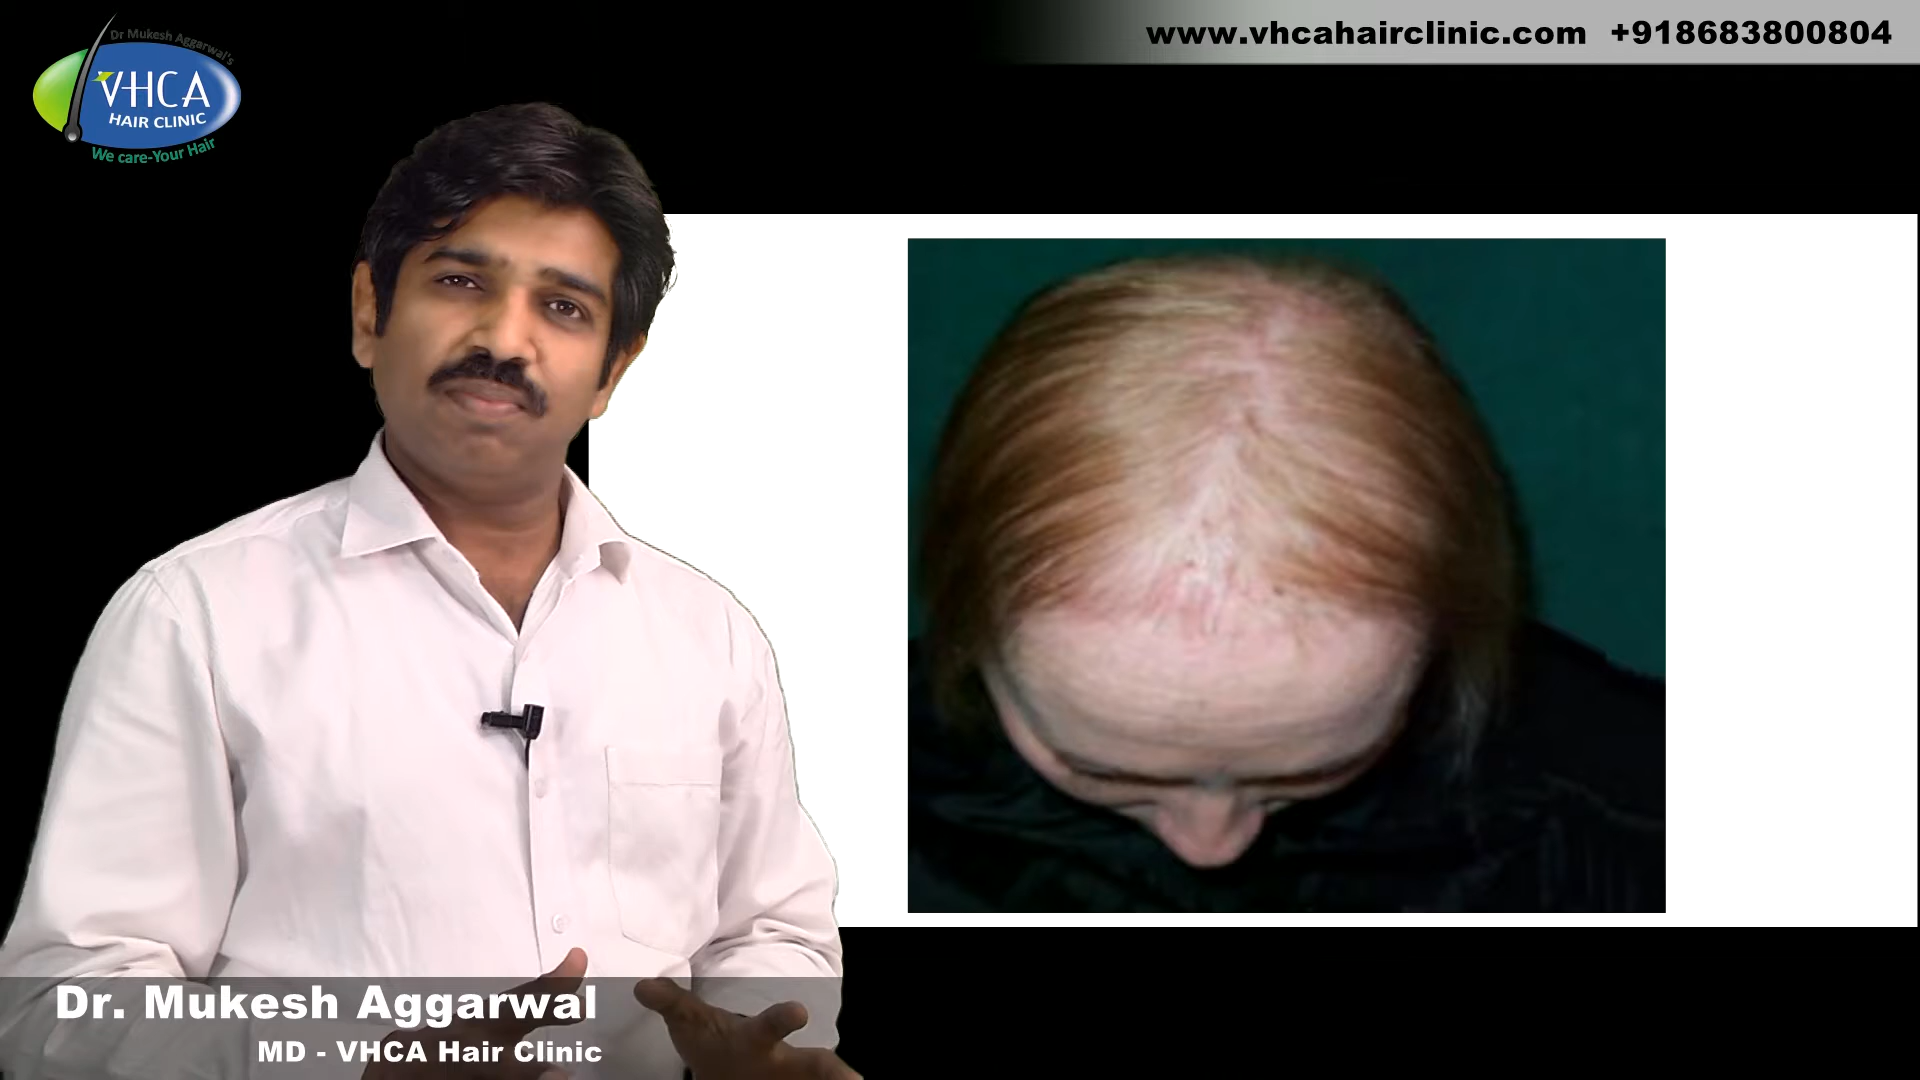 Dr Mukesh Aggarwal's
VHCA
HAIR CLINIC
We care-Your Hair
www.vhcahairclinic.com +918683800804
Dr. Mukesh Aggarwal
MD - VHCA Hair Clinic